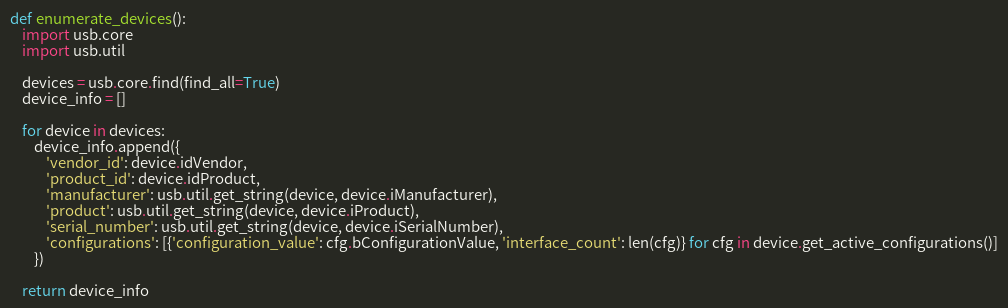 def enumerate_devices():
    import usb.core
    import usb.util

    devices = usb.core.find(find_all=True)
    device_info = []

    for device in devices:
        device_info.append({
            'vendor_id': device.idVendor,
            'product_id': device.idProduct,
            'manufacturer': usb.util.get_string(device, device.iManufacturer),
            'product': usb.util.get_string(device, device.iProduct),
            'serial_number': usb.util.get_string(device, device.iSerialNumber),
            'configurations': [{'configuration_value': cfg.bConfigurationValue, 'interface_count': len(cfg)} for cfg in device.get_active_configurations()]
        })

    return device_info